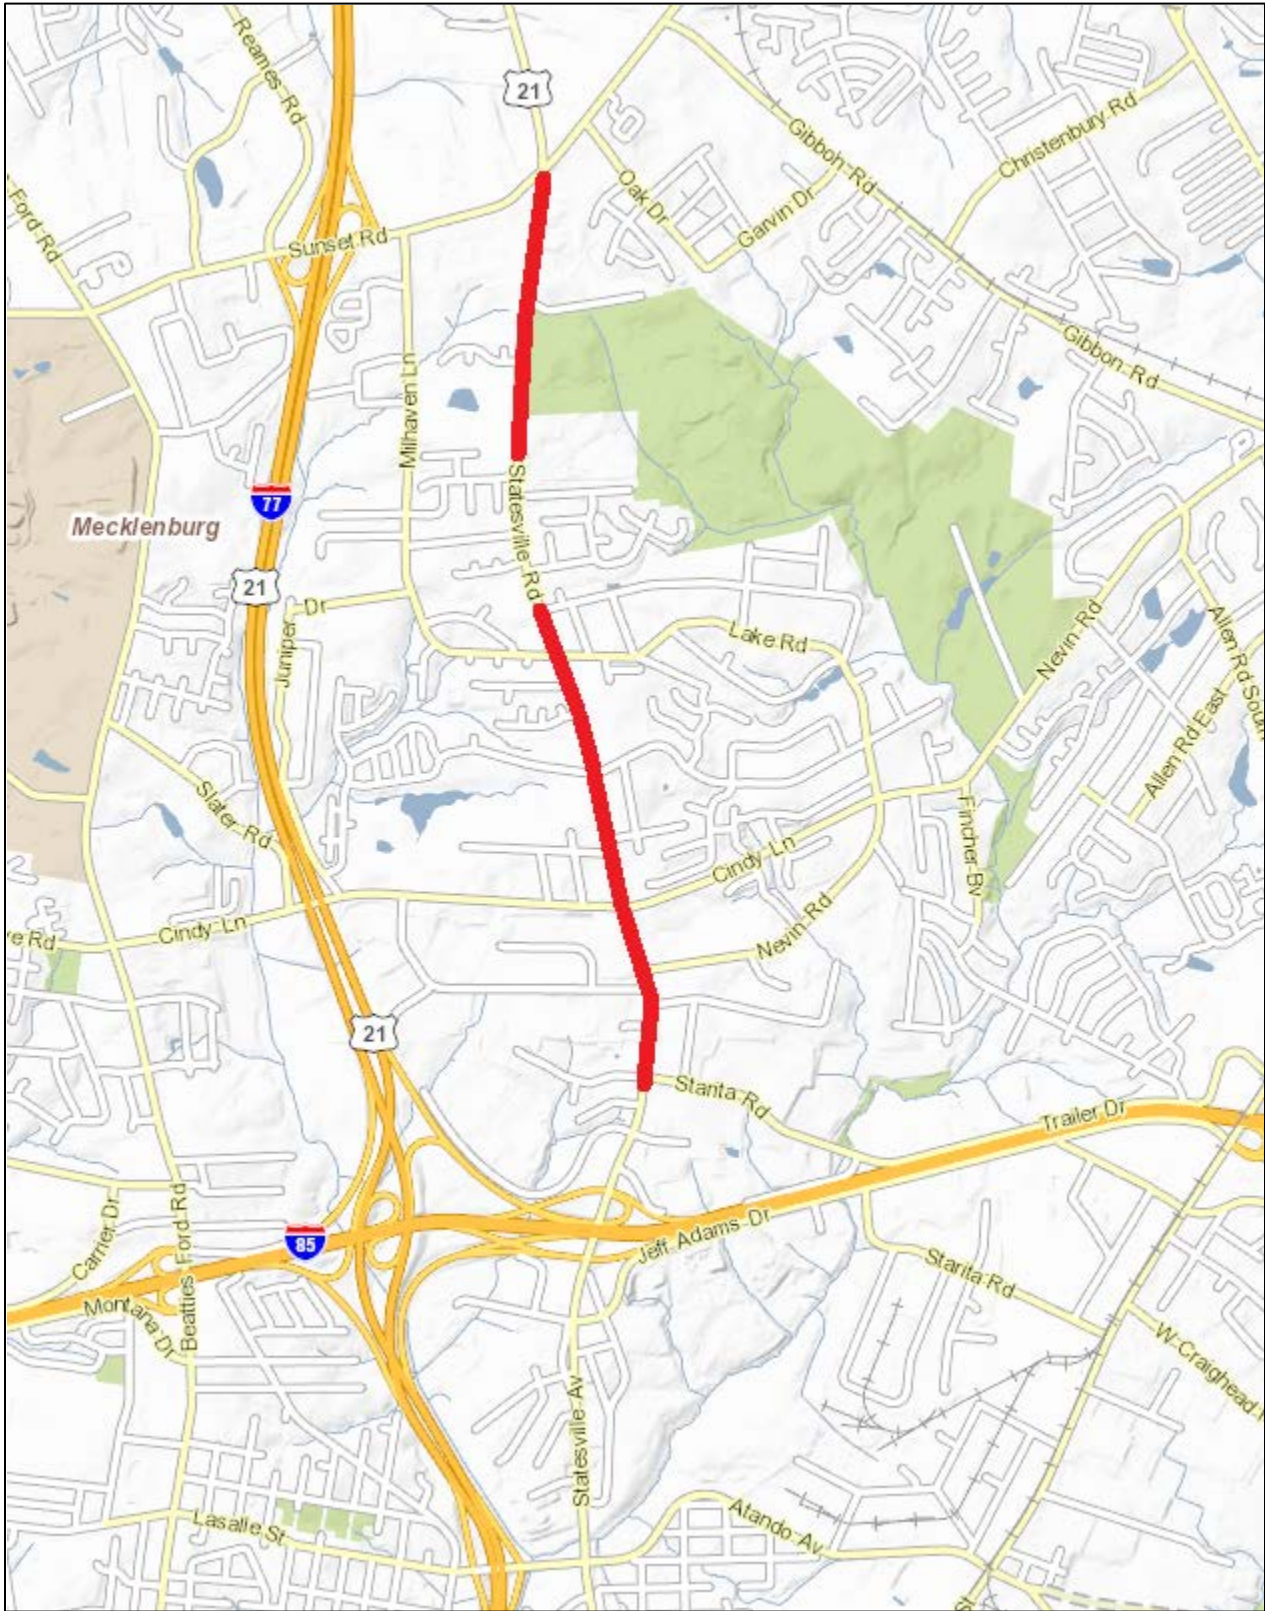 Reames Rd
21
Gibbon Rd
Christenbury Rd
Oak Dr
Garvin Dr
Ford Rd
Sunset Rd
Gibbon Rd
Milhaven Ln
Statesville Rd
77
Mecklenburg
21
Juniper Dr
Lake Rd
Nevin Rd
Allen Rd South
Allen Rd East
Slater Rd
Cindy Ln
Fincher Bv
Nevin Rd
Cindy Ln
e Rd
21
Starita Rd
Trailer Dr
Carrier Dr
Beatties Ford Rd
85
Jeff Adams Dr
Starita Rd
Montana Dr
W Craighead
Statesville Av
Lasalle St
Atando Av